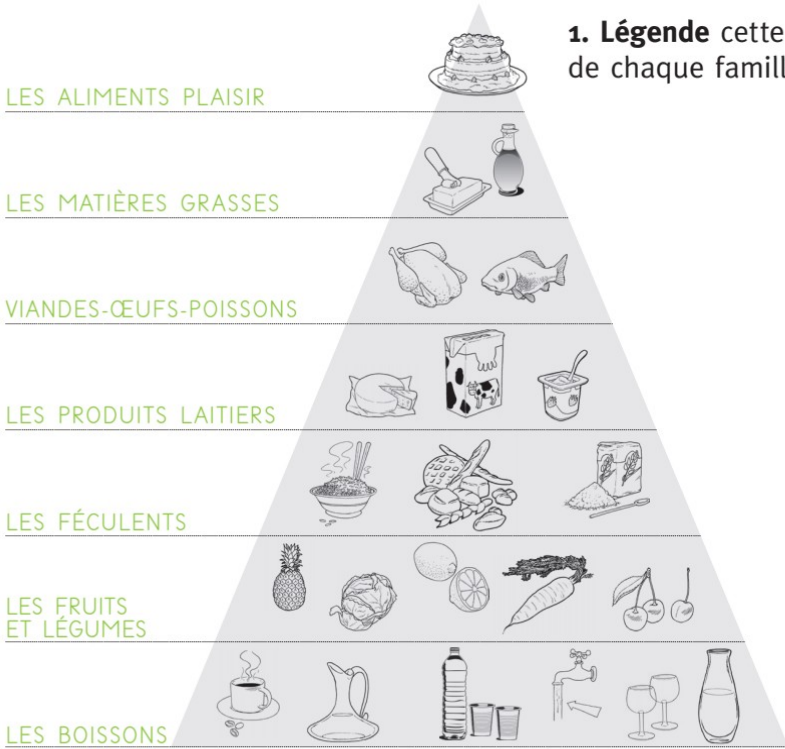 1. Légende cette
de chaque famill
LES ALIMENTS PLAISIR
LES MATIÈRES GRASSES
VIANDES-ŒUFS-POISSONS
LES PRODUITS LAITIERS
LES FÉCULENTS
LES FRUITS
ET LÉGUMES
LES BOISSONS